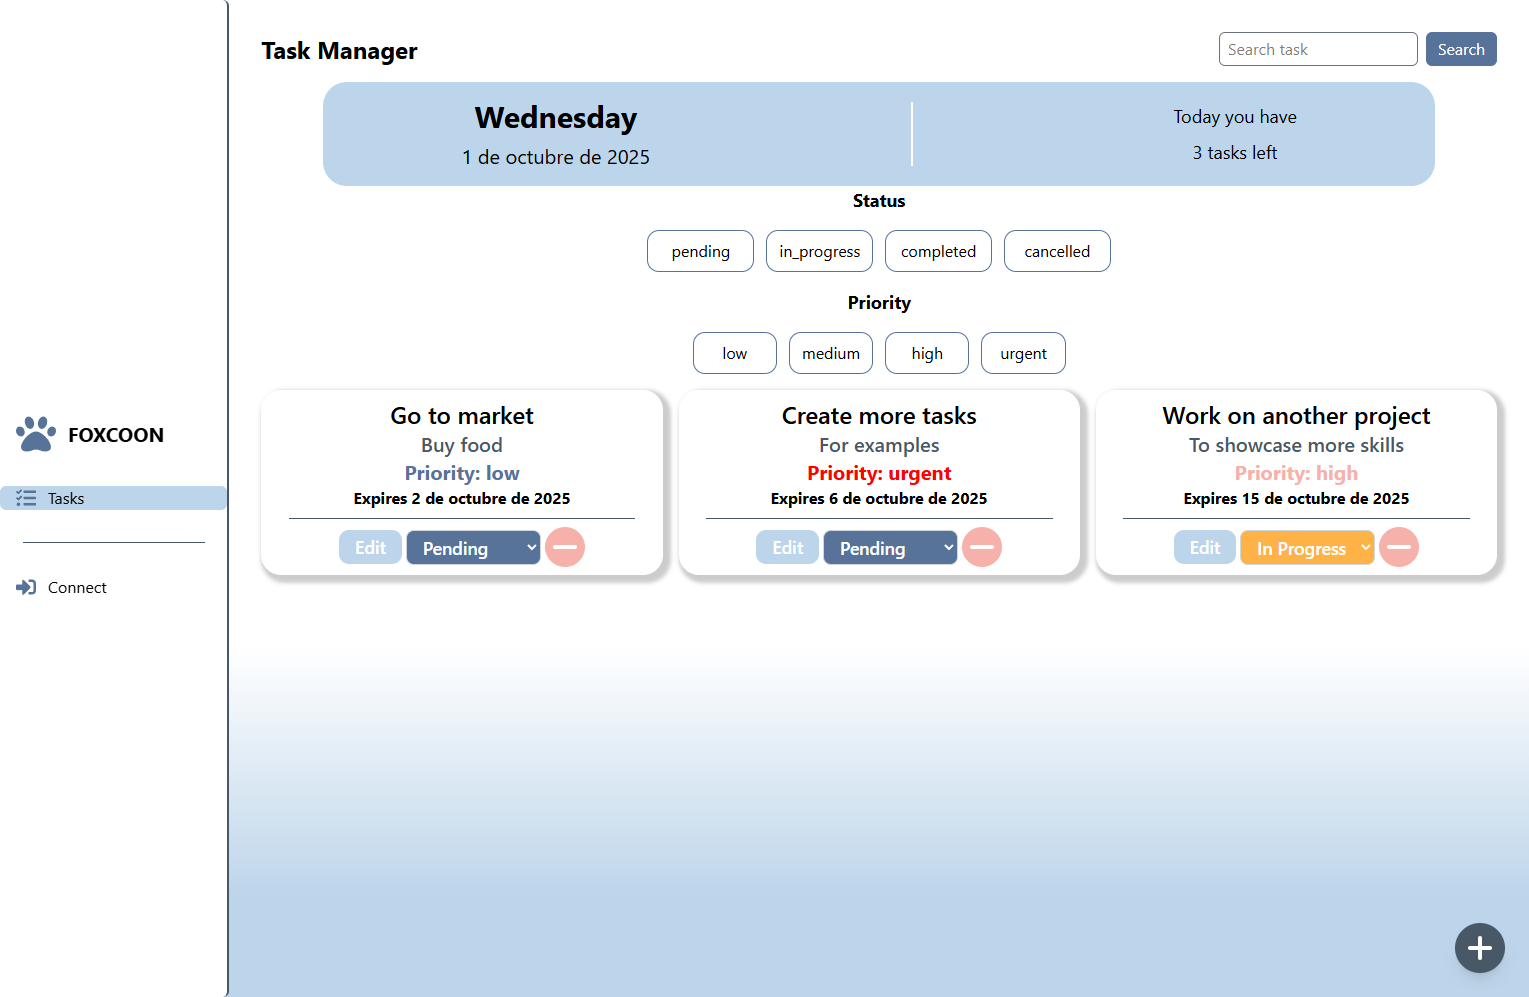 FOXCOON
Tasks
Connect
Task Manager
Search task
Search
Wednesday
1 de octubre de 2025
Today you have
3 tasks left
Status
pending
in_progress
completed
cancelled
Priority
low
medium
high
urgent
Go to market
Buy food
Priority: low
Expires 2 de octubre de 2025
Edit
Pending
Create more tasks
For examples
Priority: urgent
Expires 6 de octubre de 2025
Edit
Pending
Work on another project
To showcase more skills
Priority: high
Expires 15 de octubre de 2025
Edit
In Progress